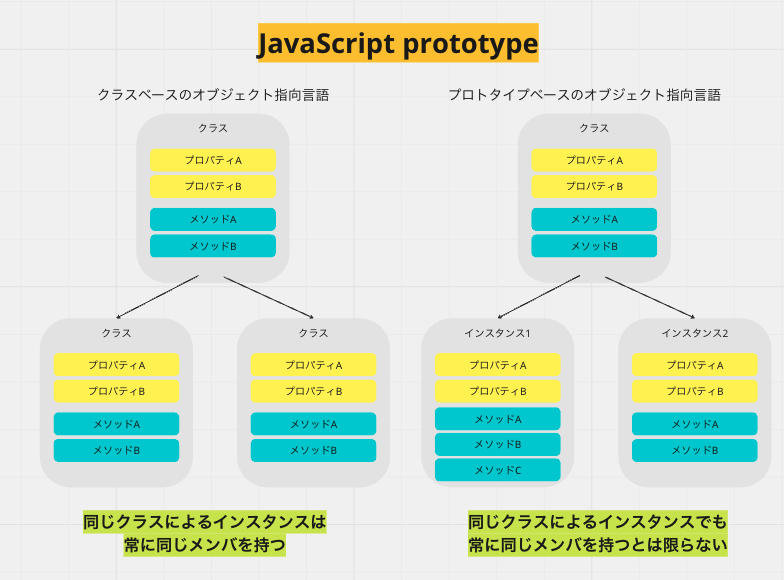 JavaScript prototype
クラスベースのオブジェクト指向言語
クラス
プロパティA
プロパティB
メソッドA
メソッドB
クラス
プロパティA
プロパティB
メソッドA
メソッドB
クラス
プロパティA
プロパティB
メソッドA
メソッドB
同じクラスによるインスタンスは
常に同じメンバを持つ
プロトタイプベースのオブジェクト指向言語
クラス
プロパティA
プロパティB
メソッドA
メソッドB
インスタンス1
プロパティA
プロパティB
メソッドA
メソッドB
メソッドC
インスタンス2
プロパティA
プロパティB
メソッドA
メソッドB
同じクラスによるインスタンスでも
常に同じメンバを持つとは限らない